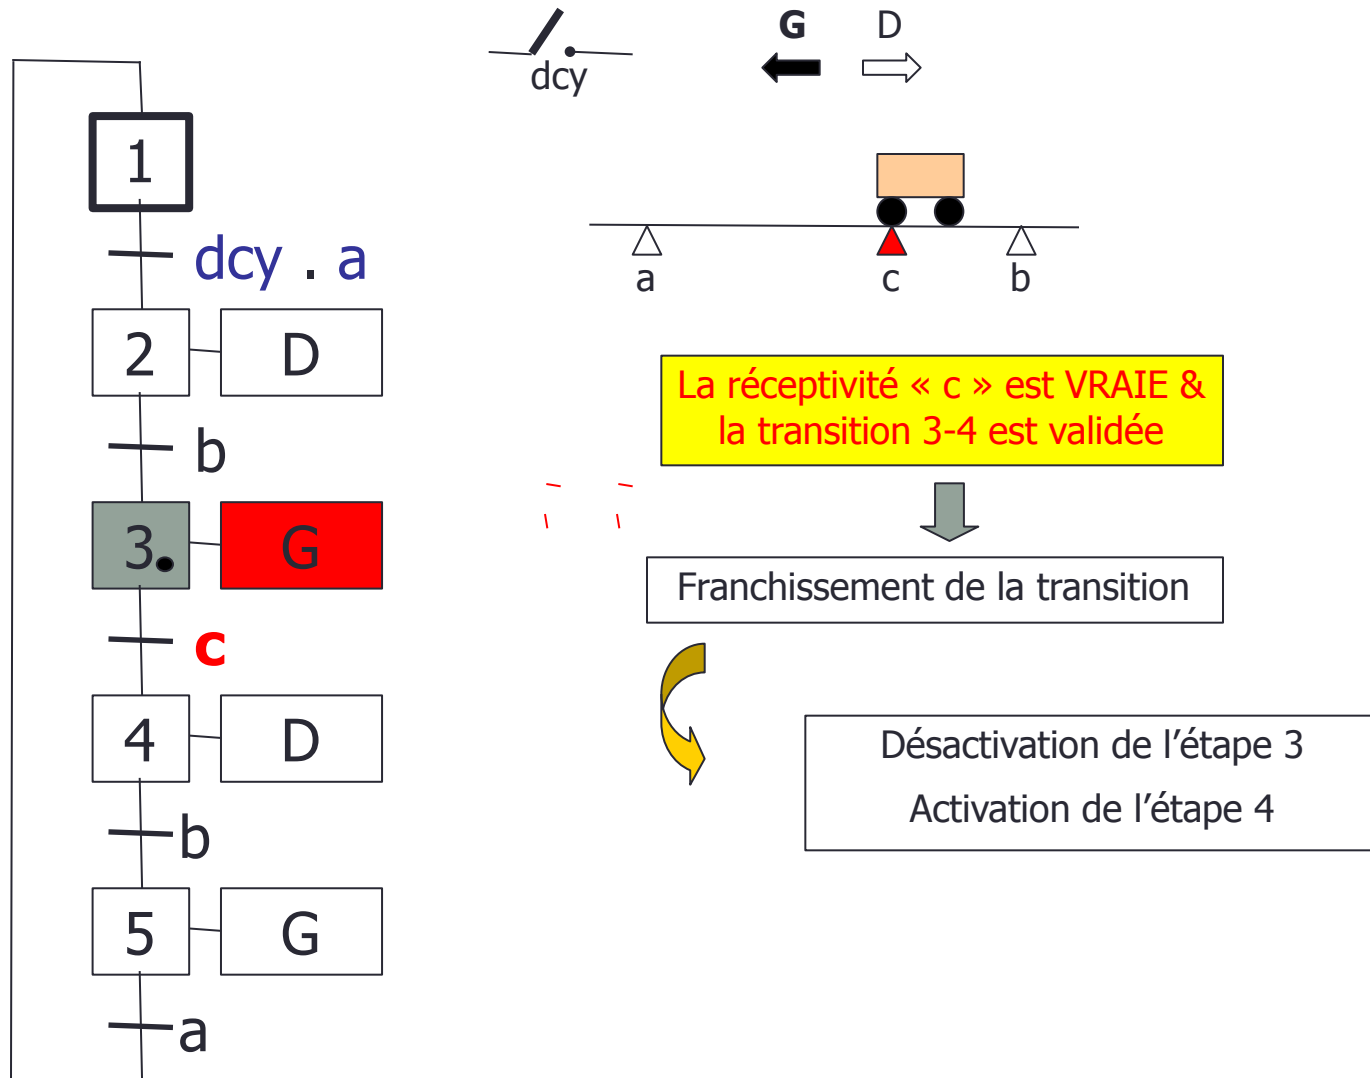 G D
dcy
1
dcy . a
a c b
2 D
La réceptivité « c » est VRAIE &
la transition 3-4 est validée
b
3 G
Franchissement de la transition
c
4 D
Désactivation de l’étape 3
Activation de l’étape 4
b
5 G
a